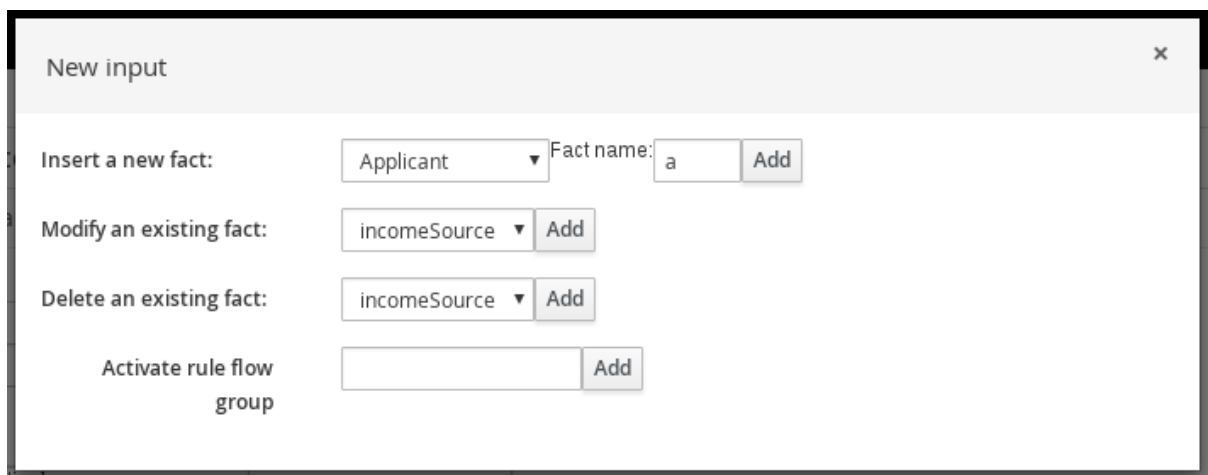 New input
×
Insert a new fact: Applicant Fact name: a Add
Modify an existing fact: incomeSource Add
Delete an existing fact: incomeSource Add
Activate rule flow Add
group